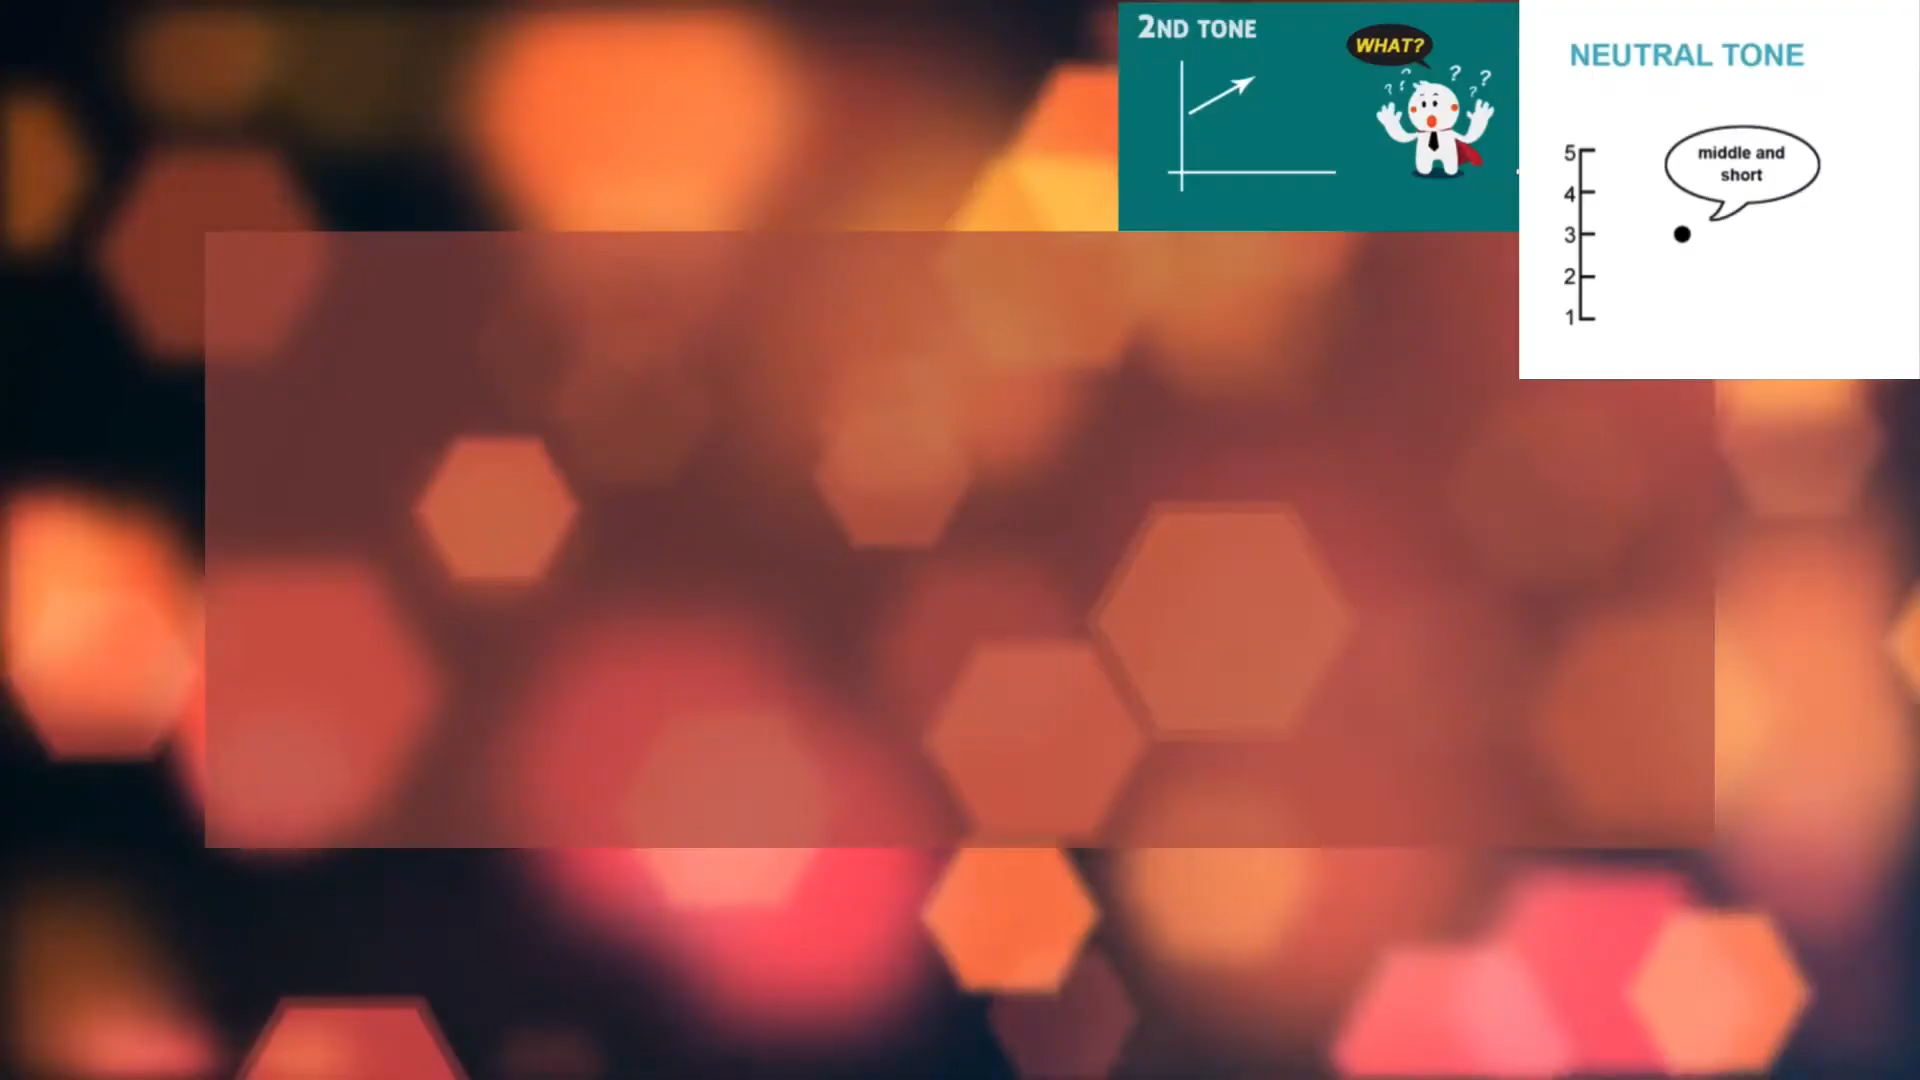 2ND TONE
WHAT?
? ? ? ? ? ?
NEUTRAL TONE
middle and
short
5
4
3
2
1